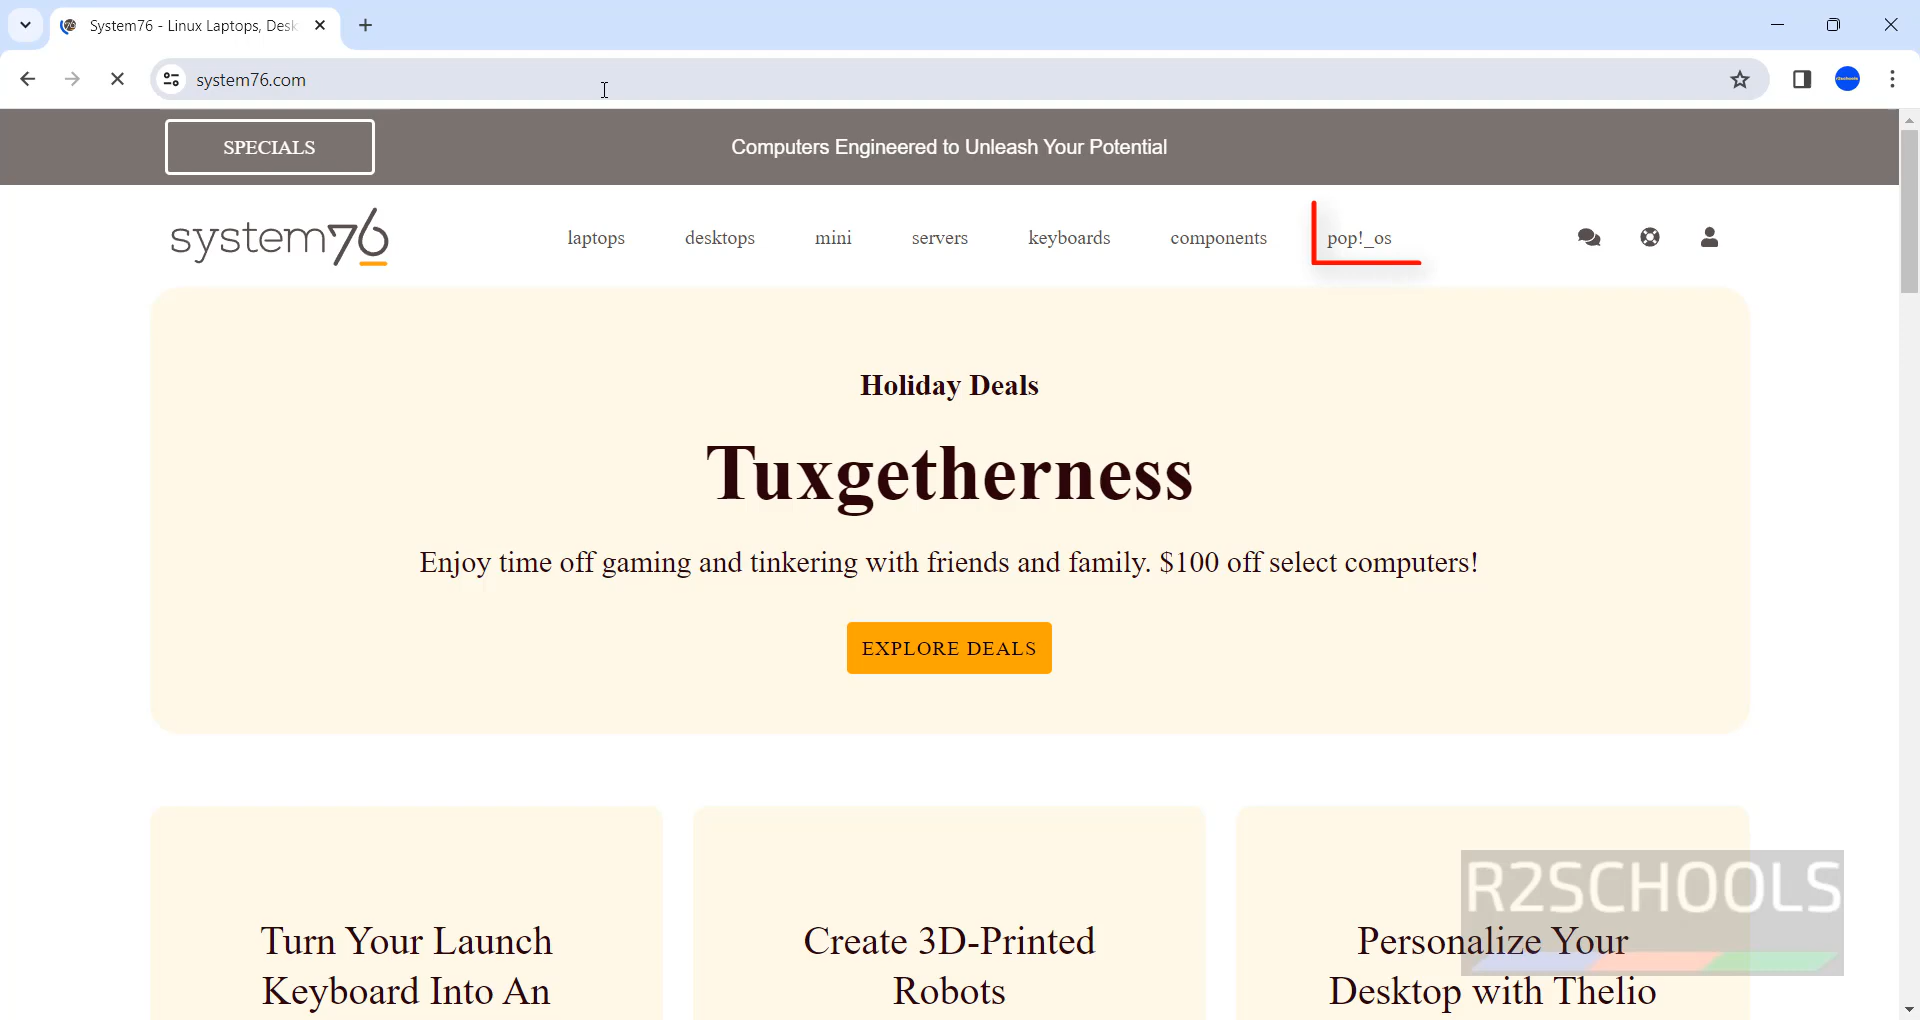 System76 - Linux Laptops, Desk
system76.com
SPECIALS
Computers Engineered to Unleash Your Potential
system76
laptops
desktops
mini
servers
keyboards
components
pop!_os
Holiday Deals
Tuxgetherness
Enjoy time off gaming and tinkering with friends and family. $100 off select computers!
EXPLORE DEALS
Turn Your Launch
Keyboard Into An
Create 3D-Printed
Robots
Personalize Your
Desktop with Thelio
R2SCHOOLS